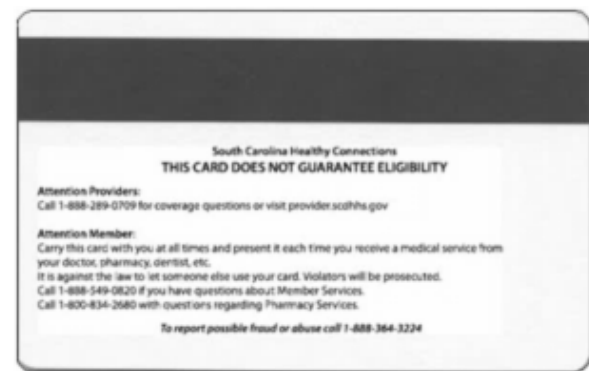 South Carolina Healthy Connections
THIS CARD DOES NOT GUARANTEE ELIGIBILITY
Attention Providers:
Call 1-888-289-0709 for coverage questions or visit provider.scdhhs.gov
Attention Member:
Carry this card with you at all times and present it each time you receive a medical service from
your doctor, pharmacy, dentist, etc.
It is against the law to let someone else use your card. Violators will be prosecuted.
Call 1-888-549-0820 if you have questions about Member Services.
Call 1-800-834-2680 with questions regarding Pharmacy Services.
To report possible fraud or abuse call 1-888-364-3224